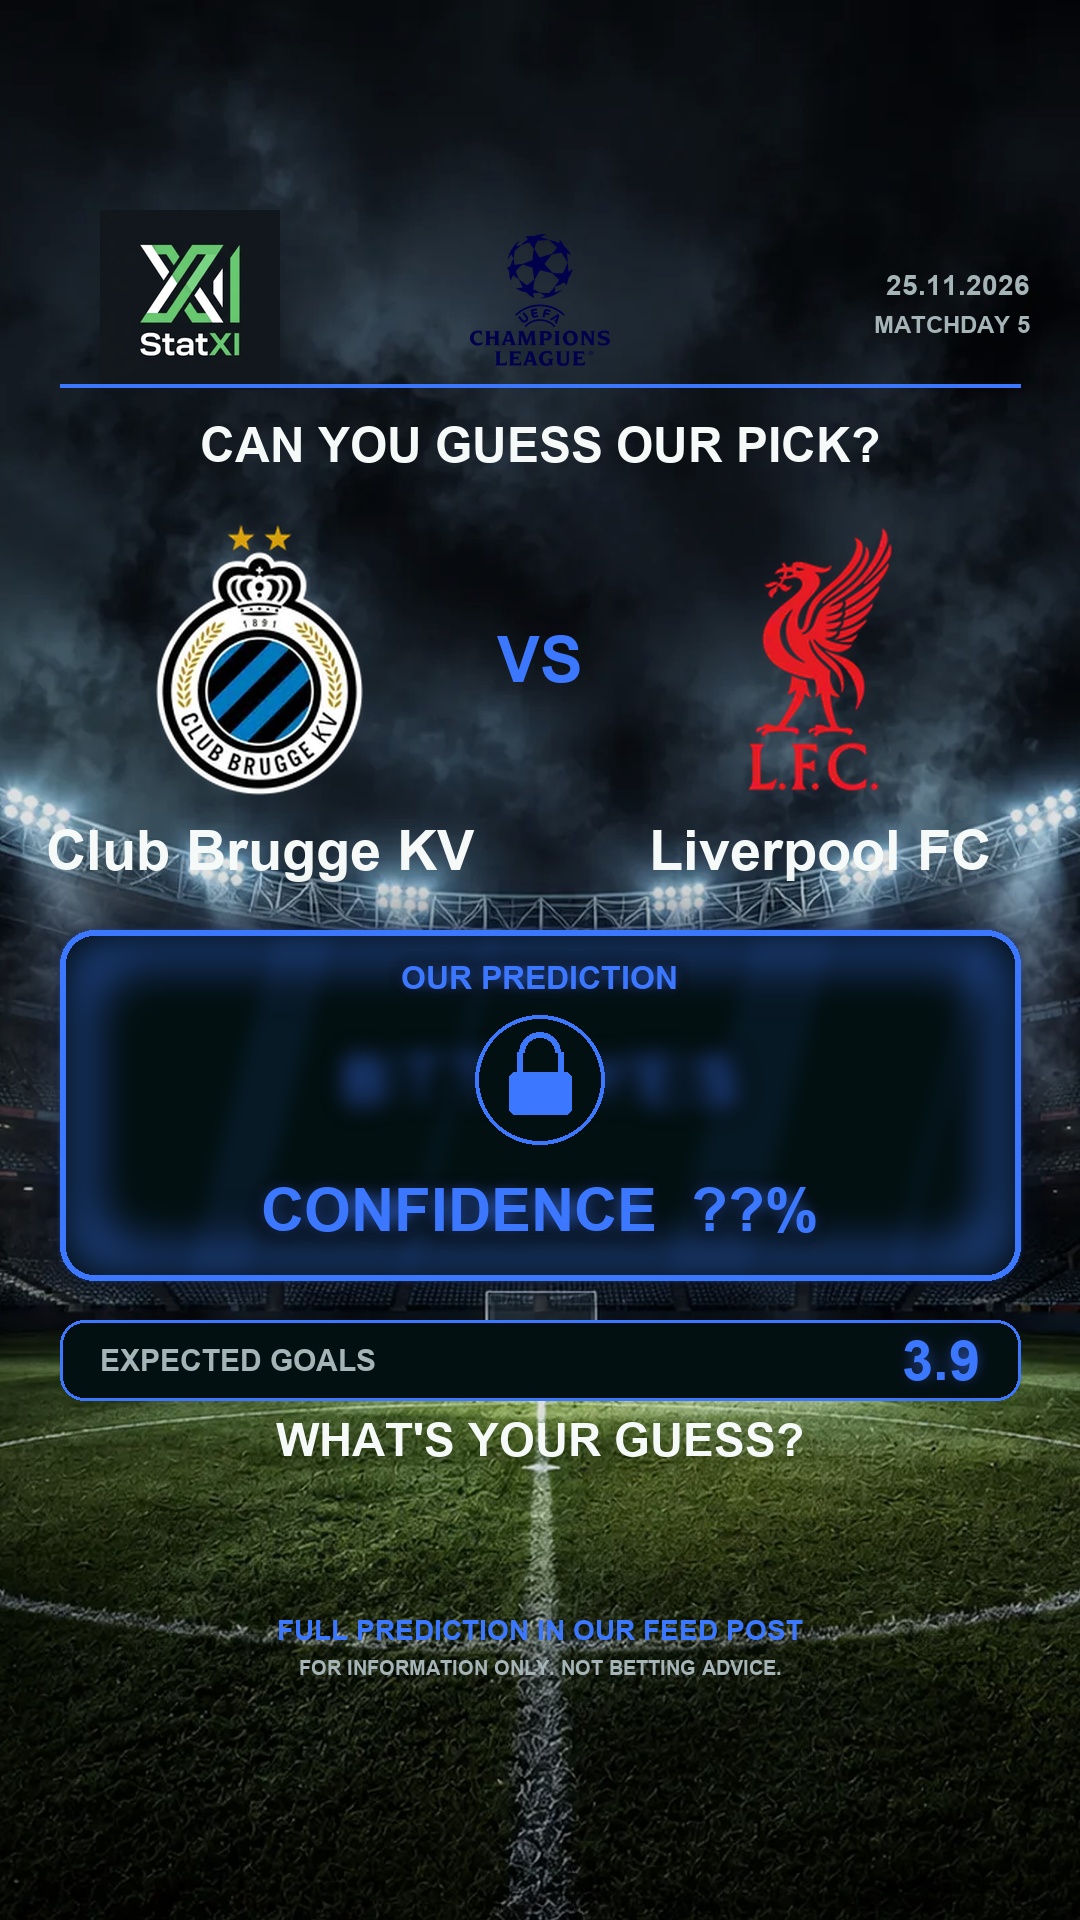 StatXI
UEFA
CHAMPIONS
LEAGUE
25.11.2026
MATCHDAY 5
CAN YOU GUESS OUR PICK?
1891
CLUB BRUGGE KV
VS
L.F.C.
Club Brugge KV
Liverpool FC
OUR PREDICTION
CONFIDENCE ??%
EXPECTED GOALS
3.9
WHAT'S YOUR GUESS?
FULL PREDICTION IN OUR FEED POST
FOR INFORMATION ONLY. NOT BETTING ADVICE.